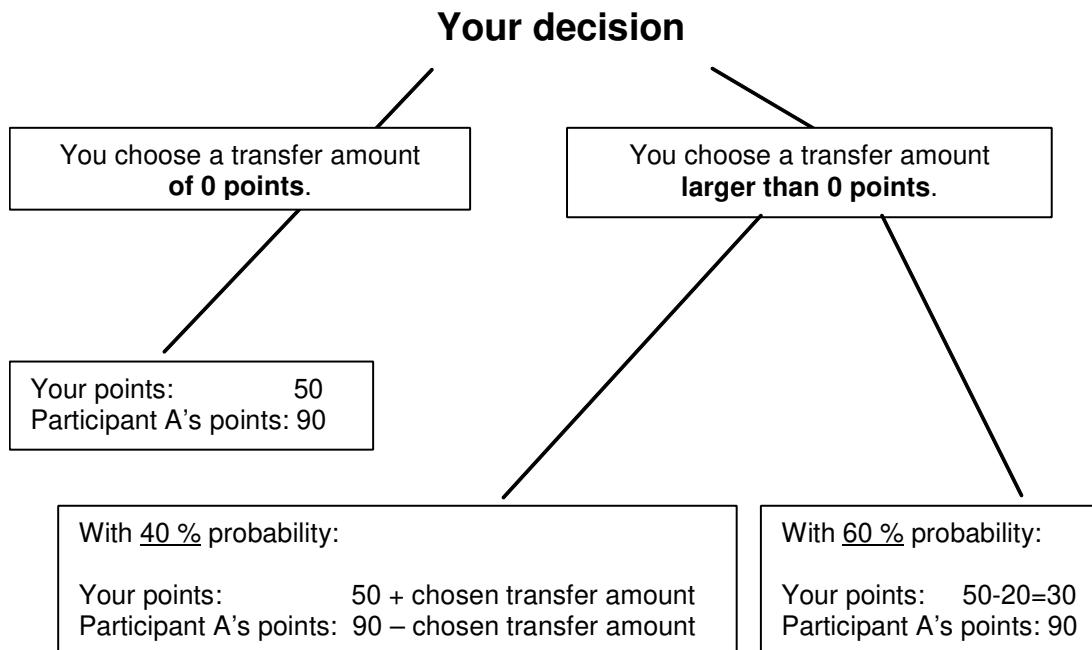 Your decision
You choose a transfer amount
of 0 points.
You choose a transfer amount
larger than 0 points.
Your points: 50
Participant A's points: 90
With 40 % probability:
Your points: 50 + chosen transfer amount
Participant A's points: 90 – chosen transfer amount
With 60 % probability:
Your points: 50-20=30
Participant A's points: 90